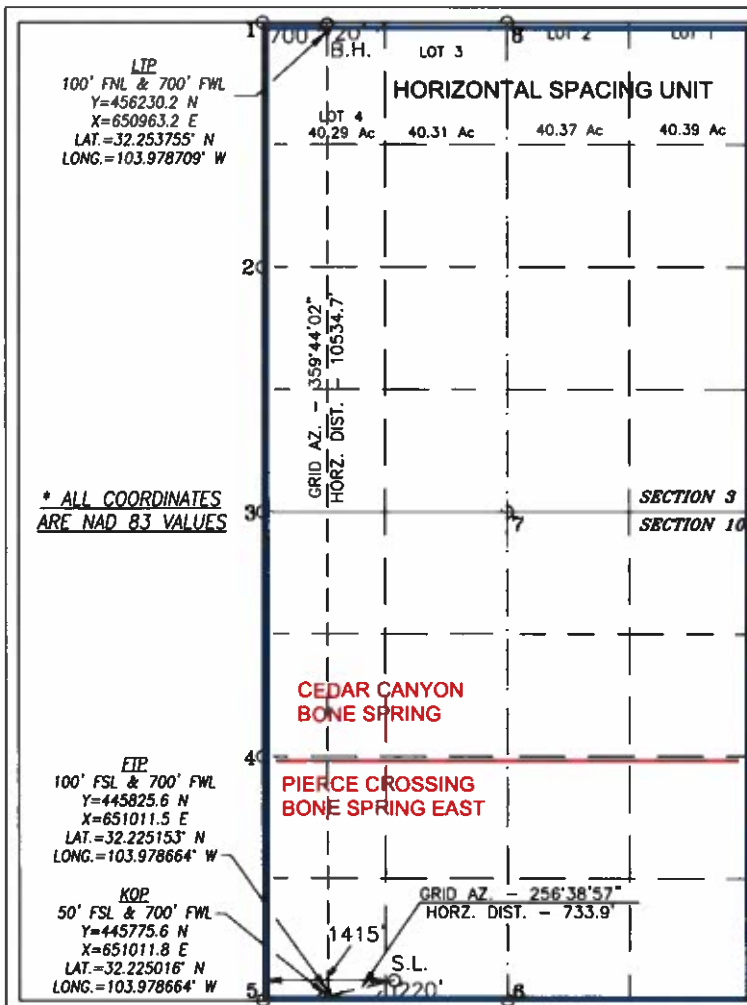 1 700' 20' 8 LOT 2 LOT 1
B.H. LOT 3
LTP
100' FNL & 700' FWL
Y=456230.2 N
X=650963.2 E
LAT.=32.253755° N
LONG.=103.978709° W
HORIZONTAL SPACING UNIT
LOT 4
40.29 Ac 40.31 Ac 40.37 Ac 40.39 Ac
2
GRID AZ. - 359°44'02"
HORZ. DIST. - 10534.7'
* ALL COORDINATES
ARE NAD 83 VALUES
SECTION 3
3 7
SECTION 10
CEDAR CANYON
BONE SPRING
4
PIERCE CROSSING
BONE SPRING EAST
FTP
100' FSL & 700' FWL
Y=445825.6 N
X=651011.5 E
LAT.=32.225153° N
LONG.=103.978664° W
KOP
50' FSL & 700' FWL
Y=445775.6 N
X=651011.8 E
LAT.=32.225016° N
LONG.=103.978664° W
GRID AZ. - 256°38'57"
HORZ. DIST. - 733.9'
1415'
S.L.
5 220' 6